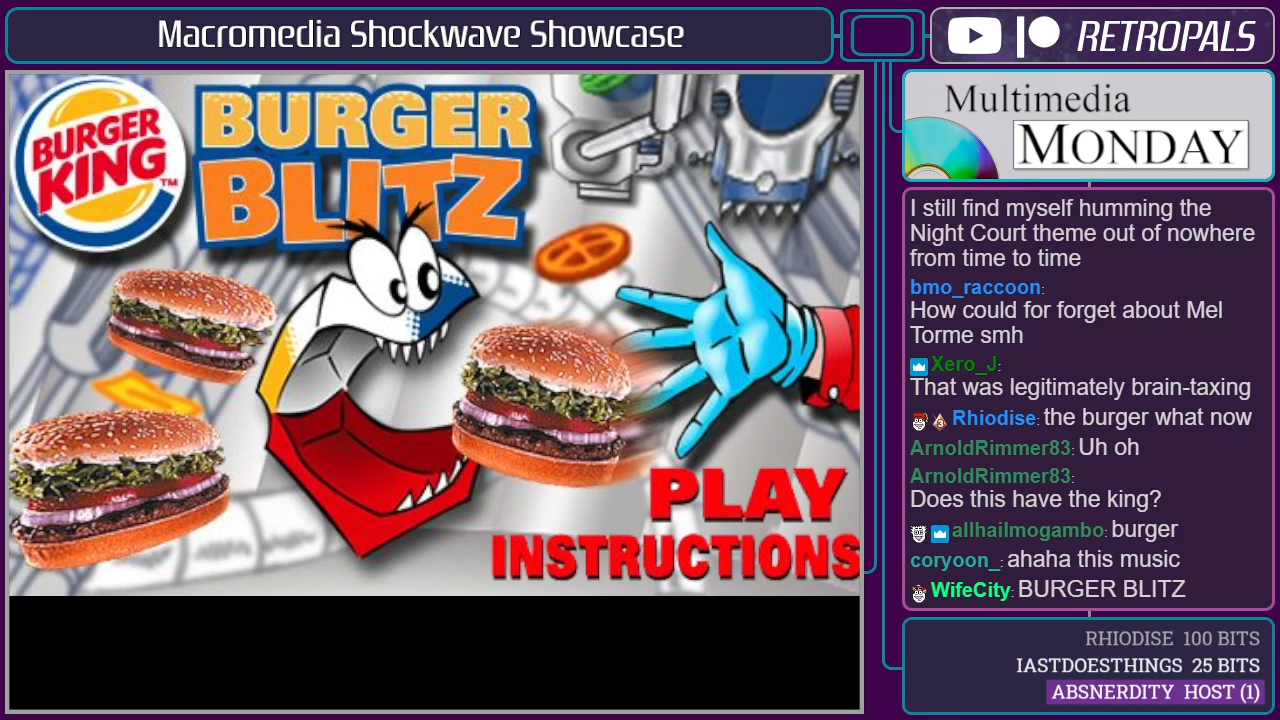 Macromedia Shockwave Showcase
RETROPALS
BURGER
KING™
BURGER
BLITZ
PLAY
INSTRUCTIONS
Multimedia
MONDAY
I still find myself humming the
Night Court theme out of nowhere
from time to time
bmo_raccoon:
How could for forget about Mel
Torme smh
Xero_J:
That was legitimately brain-taxing
Rhiodise: the burger what now
ArnoldRimmer83: Uh oh
ArnoldRimmer83:
Does this have the king?
allhailmogambo: burger
coryoon_: ahaha this music
WifeCity: BURGER BLITZ
RHIODISE 100 BITS
IASTDOESTHINGS 25 BITS
ABSNERDITY HOST (1)